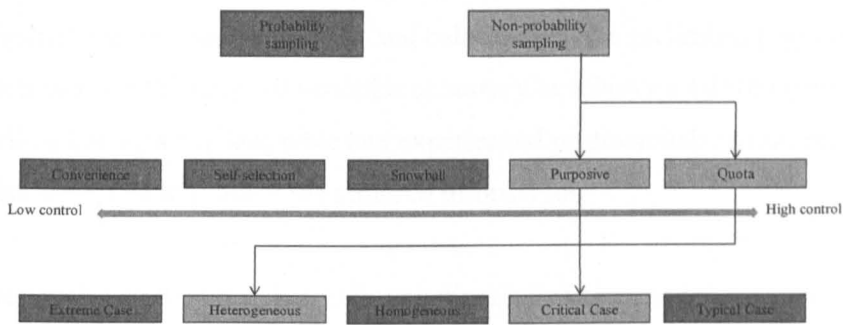 Probability
sampling
Non-probability
sampling
Convenience
Self-selection
Snowball
Purposive
Quota
Low control
High control
Extreme Case
Heterogeneous
Homogeneous
Critical Case
Typical Case